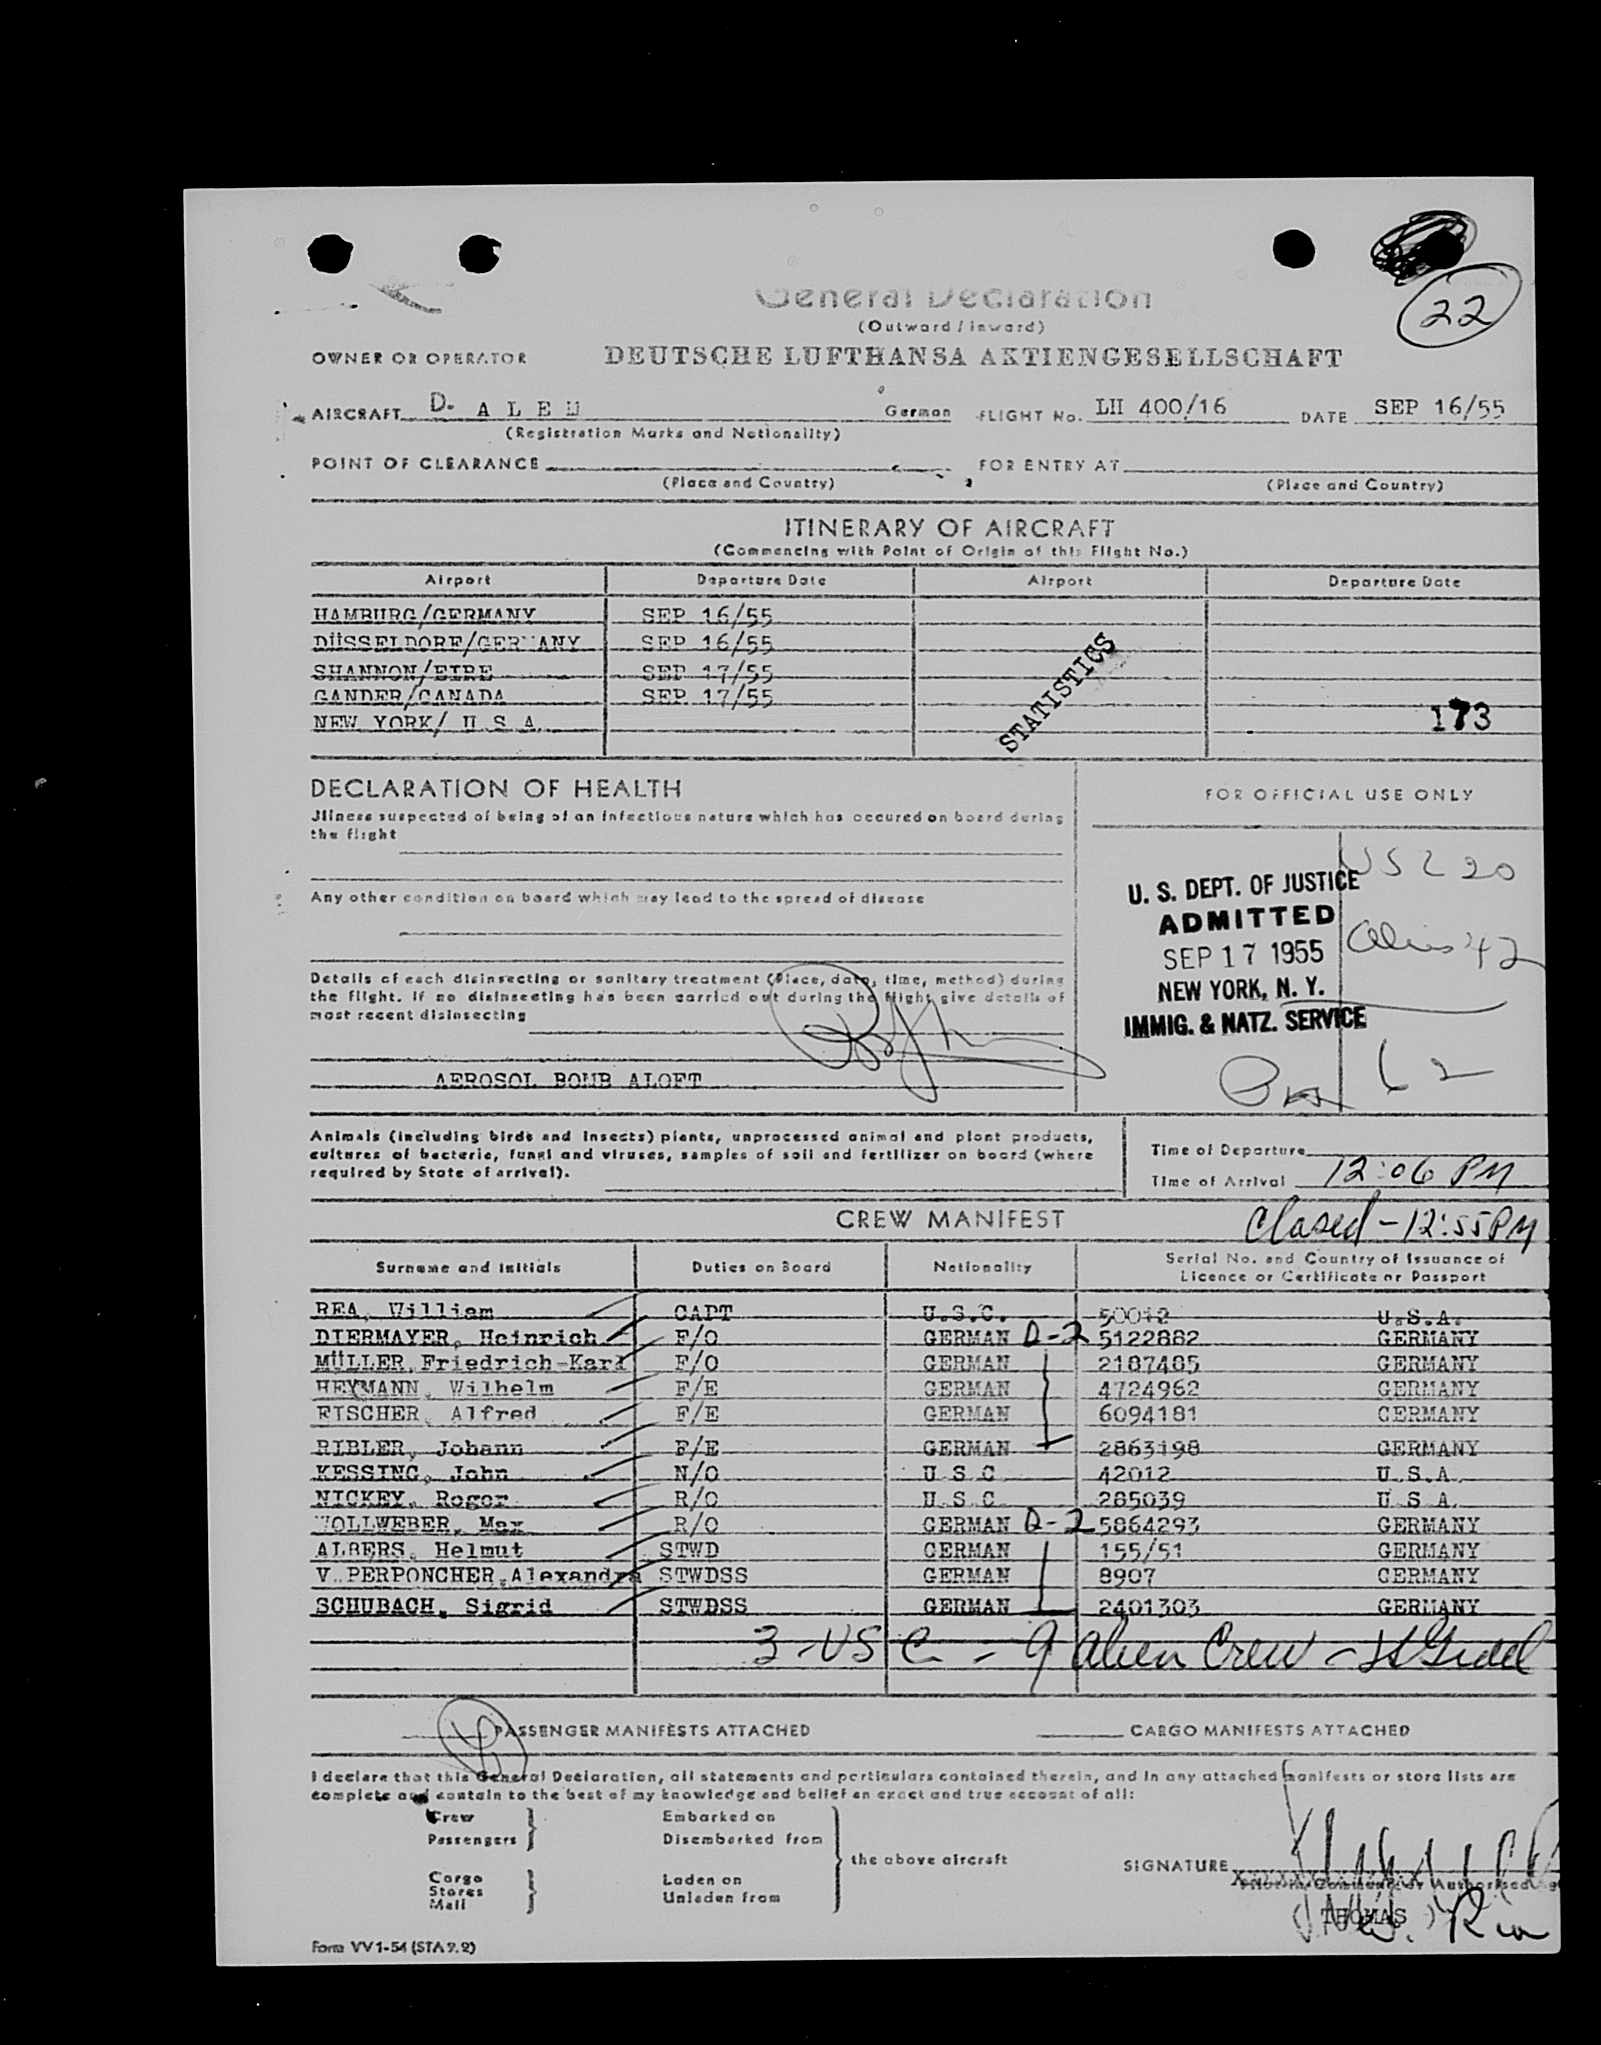 General Declaration
(Outward / Inward)
22
OWNER OR OPERATOR DEUTSCHE LUFTHANSA AKTIENGESELLSCHAFT
AIRCRAFT D- A L E M German FLIGHT No. LH 400/16 DATE SEP 16/55
(Registration Marks and Nationality)
POINT OF CLEARANCE FOR ENTRY AT
(Place and Country) (Place and Country)
ITINERARY OF AIRCRAFT
(Commencing with Point of Origin of this Flight No.)
Airport Departure Date Airport Departure Date
HAMBURG/GERMANY SEP 16/55
DÜSSELDORF/GERMANY SEP 16/55
SHANNON/EIRE SEP 17/55
GANDER/CANADA SEP 17/55
NEW YORK/ U.S.A.
STATISTICS
173
DECLARATION OF HEALTH
FOR OFFICIAL USE ONLY
Jllness suspected of being of an infectious nature which has occured on board during
the flight
Any other condition on board which may lead to the spread of disease
U. S. DEPT. OF JUSTICE
ADMITTED
SEP 17 1955
NEW YORK, N. Y.
IMMIG. & NATZ. SERVICE
USC 20
Aliens 42
62
Details of each disinsecting or sanitary treatment (Place, date, time, method) during
the flight. If no disinsecting has been carried out during the flight give details of
most recent disinsecting
AEROSOL BOMB ALOFT
Animals (including birds and insects) plants, unprocessed animal and plant products,
cultures of bacteria, fungi and viruses, samples of soil and fertilizer on board (where
required by State of arrival).
Time of Departure
Time of Arrival 12:06 PM
Closed - 12:55 PM
CREW MANIFEST
Surname and Initials Duties on Board Nationality Serial No. and Country of Issuance of
Licence or Certificate or Passport
REA, William CAPT U.S.C. 50012 U.S.A.
DIERMAYER, Heinrich F/O GERMAN D-2 5122882 GERMANY
MÜLLER, Friedrich-Karl F/O GERMAN 2187485 GERMANY
HEYMANN, Wilhelm F/E GERMAN 4724962 GERMANY
FISCHER, Alfred F/E GERMAN 6094181 GERMANY
RIBLER, Johann F/E GERMAN 2863198 GERMANY
KESSING, John N/O U S C 42012 U.S.A.
NICKEY, Roger R/O U.S.C 285039 U S A.
WOLLWEBER, Max R/O GERMAN D-2 5864293 GERMANY
ALBERS, Helmut STWD GERMAN 155/51 GERMANY
V. PERPONCHER, Alexandra STWDSS GERMAN 8907 GERMANY
SCHUBACH, Sigrid STWDSS GERMAN 2401303 GERMANY
3 - USC - 9 Alien Crew -
PASSENGER MANIFESTS ATTACHED CARGO MANIFESTS ATTACHED
I declare that this General Declaration, all statements and particulars contained therein, and in any attached manifests or store lists are
complete and contain to the best of my knowledge and belief an exact and true account of all:
Crew Embarked on
Passengers Disembarked from
the above aircraft
Cargo Laden on
Stores Unladen from
Mail
SIGNATURE
THOMAS
Form VV1-54 (STA 9.2)